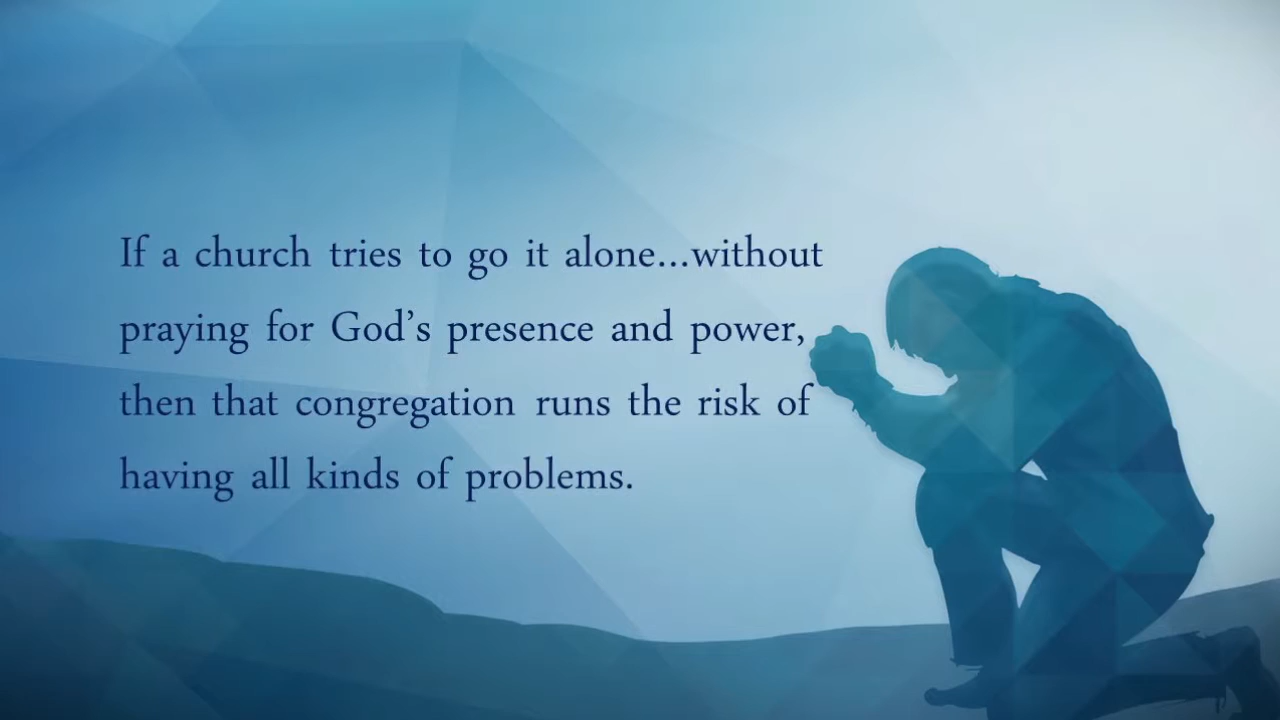 If a church tries to go it alone...without
praying for God’s presence and power,
then that congregation runs the risk of
having all kinds of problems.